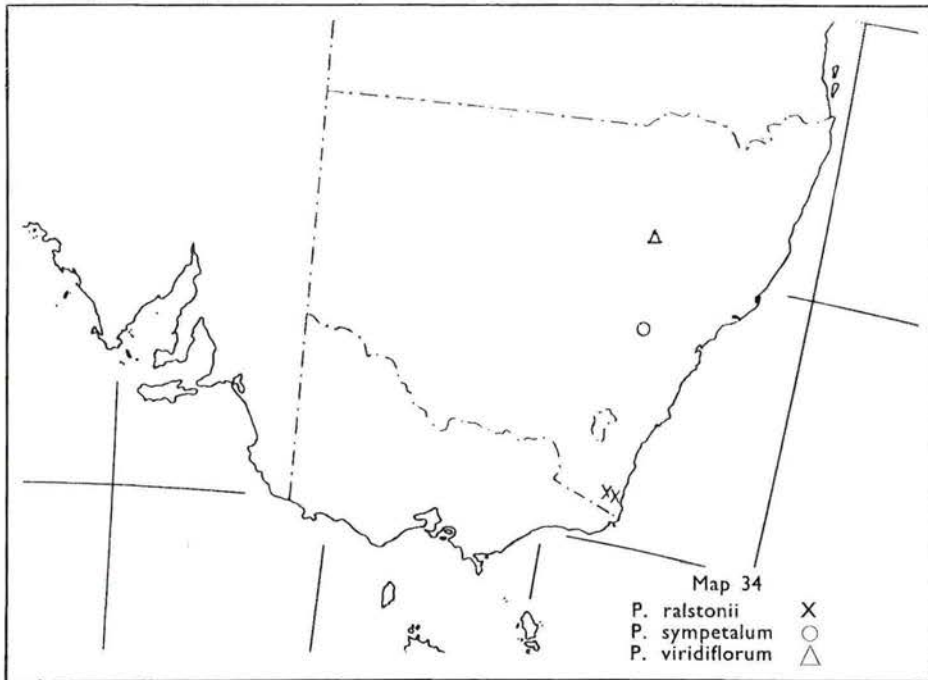 Map 34
P. ralstonii X
P. sympetalum ○
P. viridiflorum △